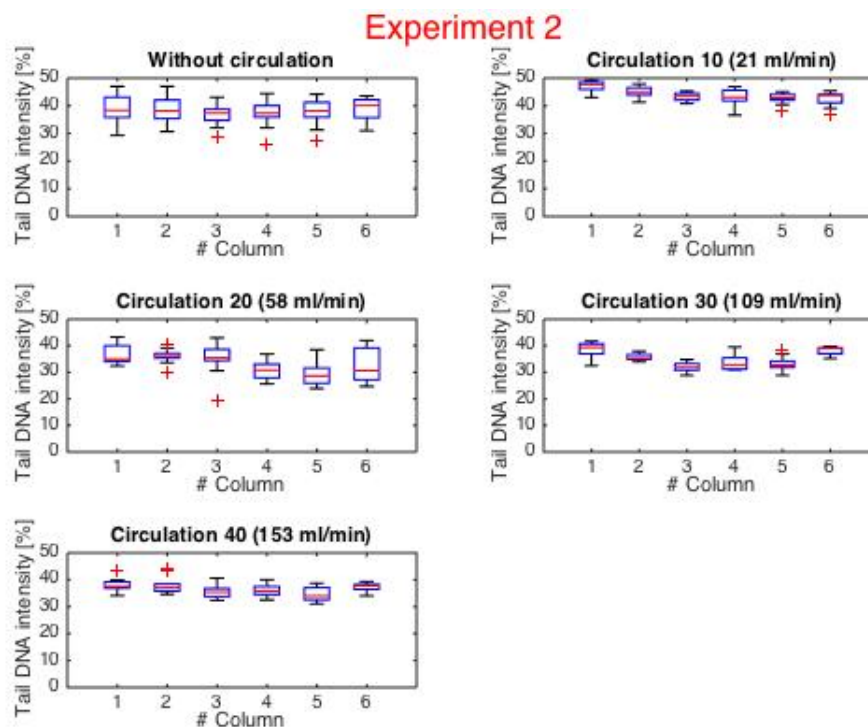 Experiment 2
Without circulation
Tail DNA intensity [%]
50
40
30
20
10
0
1 2 3 4 5 6
# Column
Circulation 10 (21 ml/min)
Tail DNA intensity [%]
50
40
30
20
10
0
1 2 3 4 5 6
# Column
Circulation 20 (58 ml/min)
Tail DNA intensity [%]
50
40
30
20
10
0
1 2 3 4 5 6
# Column
Circulation 30 (109 ml/min)
Tail DNA intensity [%]
50
40
30
20
10
0
1 2 3 4 5 6
# Column
Circulation 40 (153 ml/min)
Tail DNA intensity [%]
50
40
30
20
10
0
1 2 3 4 5 6
# Column